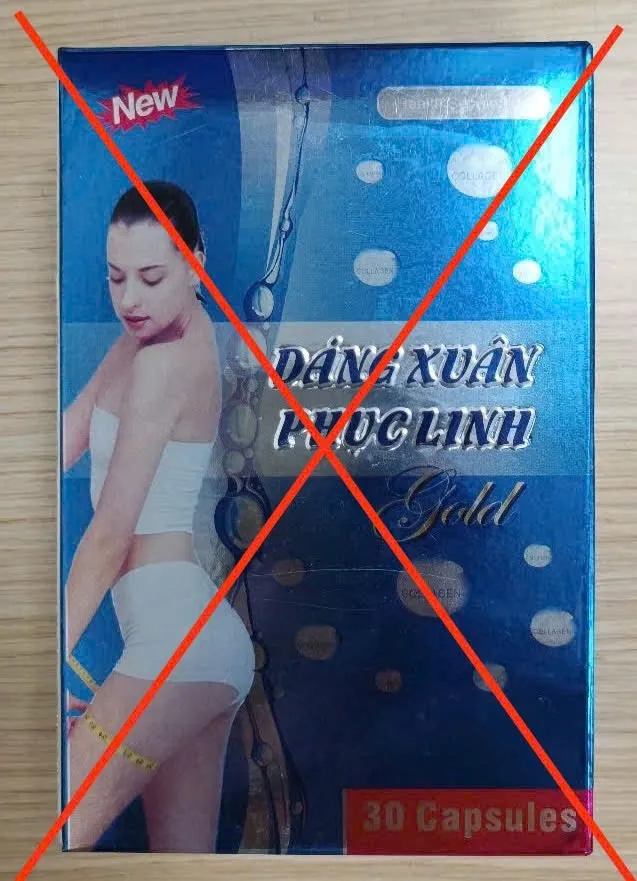 New
COLLAGEN
COLLAGEN
DÁNG XUÂN
PHỤC LINH
Gold
COLLAGEN
COLLAGEN
30 Capsules